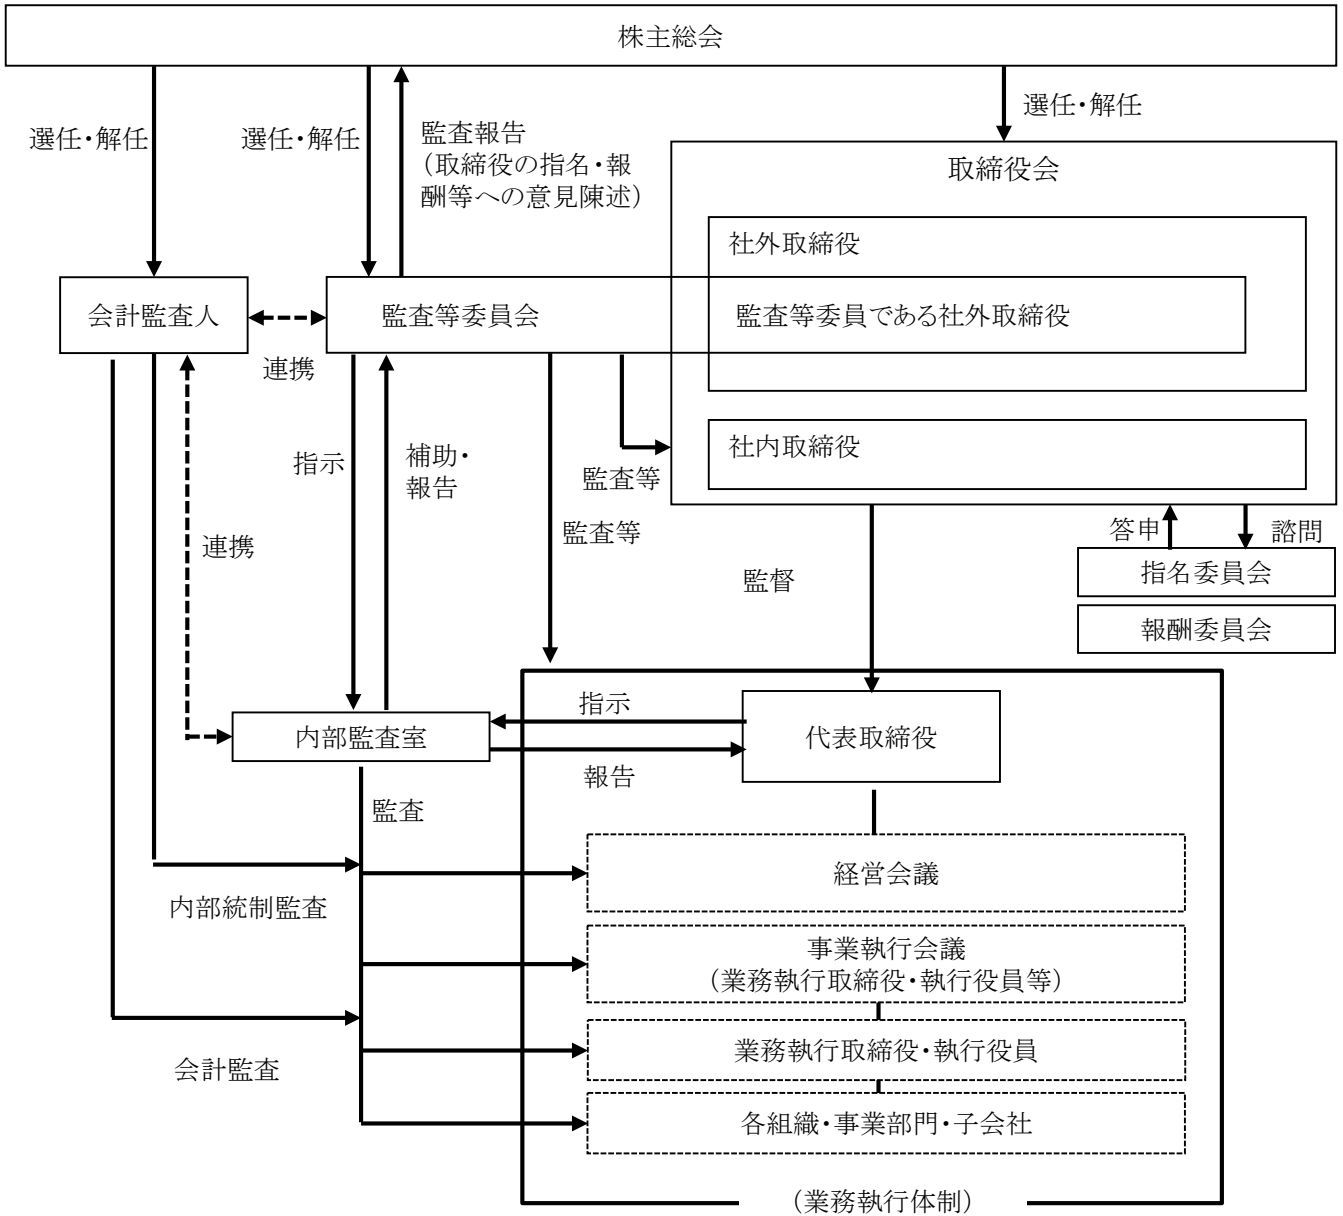 株主総会
選任・解任
選任・解任
監査報告
（取締役の指名・報
酬等への意見陳述）
選任・解任
取締役会
社外取締役
会計監査人
連携
監査等委員会
監査等委員である社外取締役
社内取締役
指示
補助・
報告
監査等
監査等
連携
監督
答申
諮問
指名委員会
報酬委員会
内部監査室
指示
報告
代表取締役
監査
内部統制監査
会計監査
経営会議
事業執行会議
（業務執行取締役・執行役員等）
業務執行取締役・執行役員
各組織・事業部門・子会社
（業務執行体制）